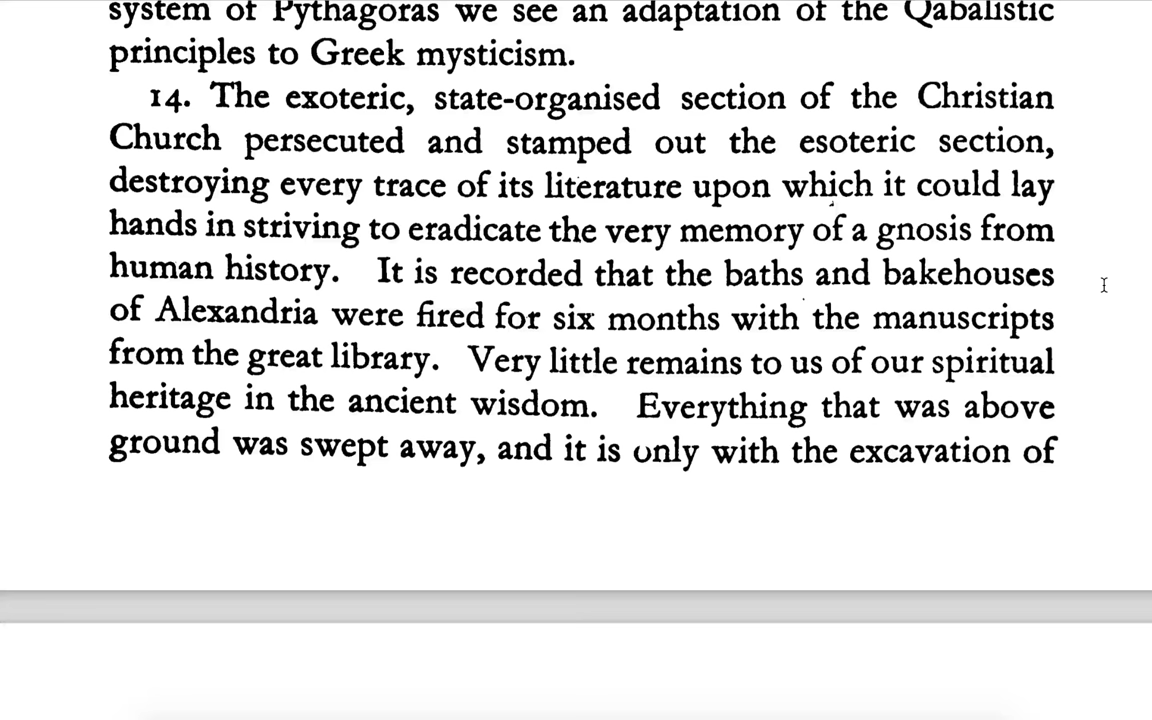 system of Pythagoras we see an adaptation of the Qabalistic
principles to Greek mysticism.
14. The exoteric, state-organised section of the Christian
Church persecuted and stamped out the esoteric section,
destroying every trace of its literature upon which it could lay
hands in striving to eradicate the very memory of a gnosis from
human history. It is recorded that the baths and bakehouses
of Alexandria were fired for six months with the manuscripts
from the great library. Very little remains to us of our spiritual
heritage in the ancient wisdom. Everything that was above
ground was swept away, and it is only with the excavation of